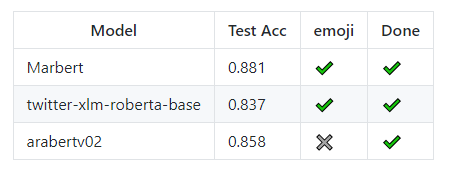 Model Test Acc emoji Done
Marbert 0.881 ✔ ✔
twitter-xlm-roberta-base 0.837 ✔ ✔
arabertv02 0.858 ✖ ✔